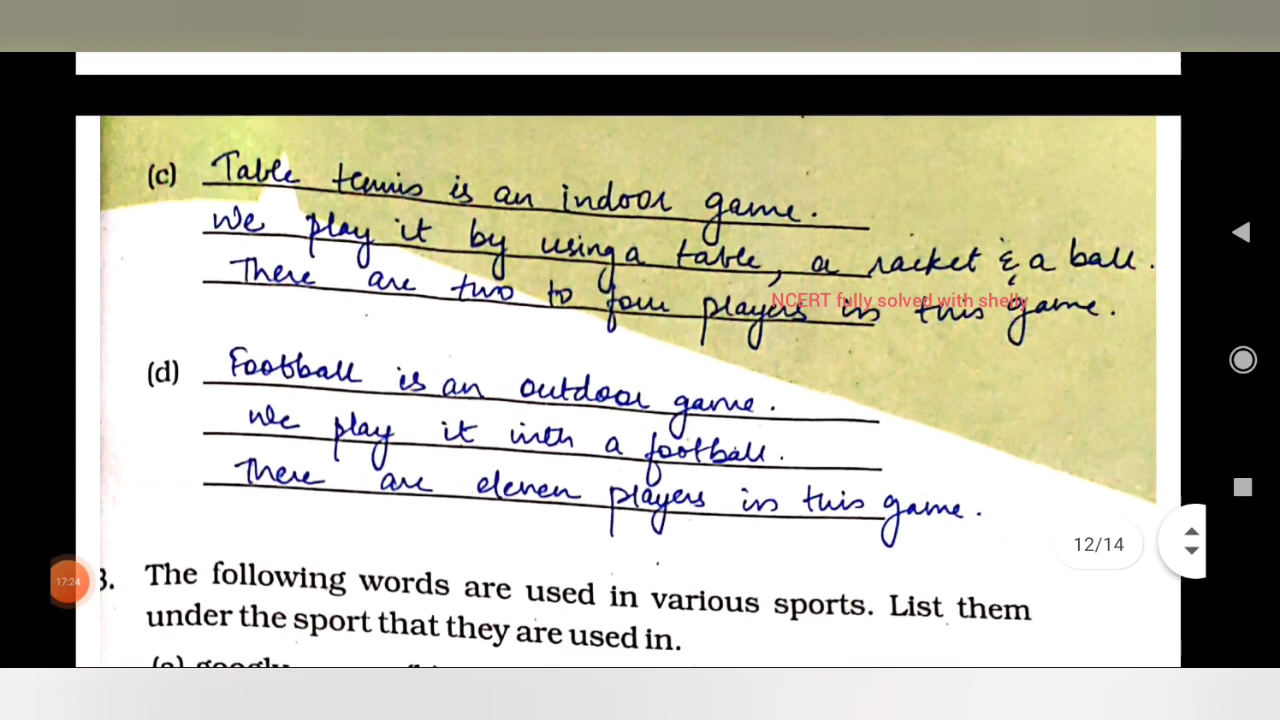 (c) Table tennis is an indoor game.
We play it by using a table, a racket & a ball.
There are two to four players in this game.
NCERT fully solved with shelly
(d) Football is an outdoor game.
We play it with a football.
There are eleven players in this game.
12/14
17:24
3. The following words are used in various sports. List them
under the sport that they are used in.
(a) googly